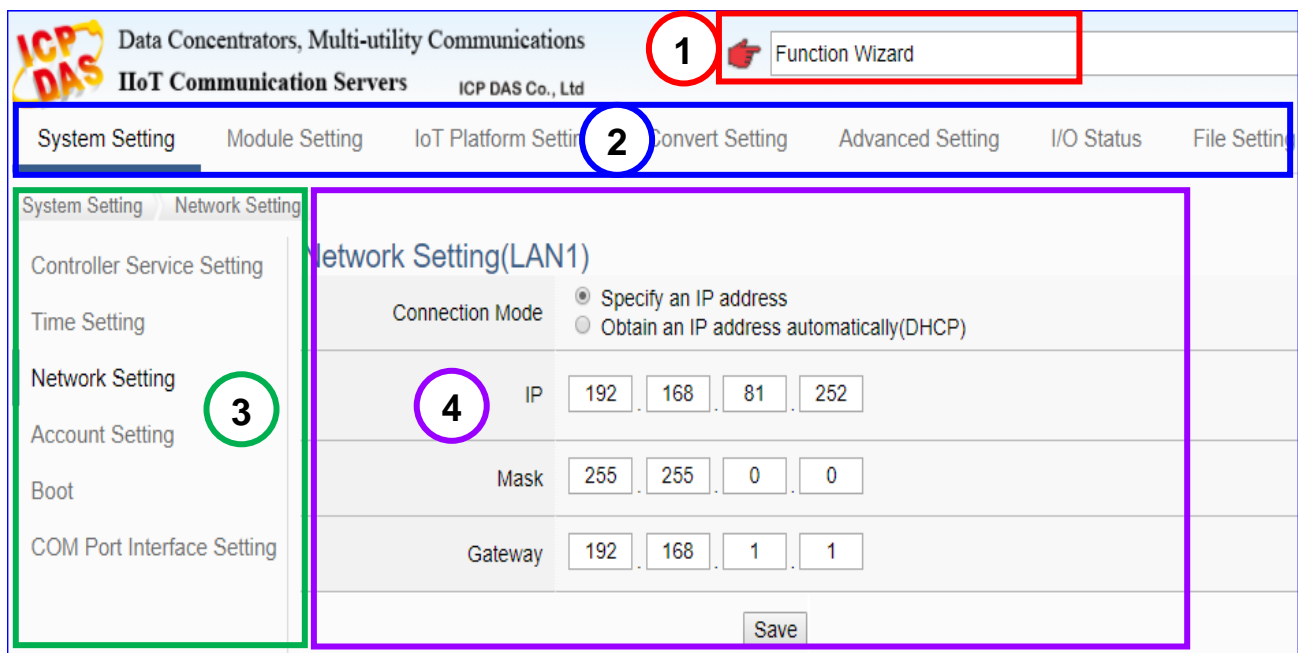 ICP DAS
Data Concentrators, Multi-utility Communications
IIoT Communication Servers ICP DAS Co., Ltd
1 Function Wizard
System Setting Module Setting IoT Platform 2 Convert Setting Advanced Setting I/O Status File Setting
System Setting Network Setting
Network Setting(LAN1)
Controller Service Setting
Time Setting
Network Setting
Account Setting
Boot
COM Port Interface Setting
3
4
Connection Mode
Specify an IP address
Obtain an IP address automatically(DHCP)
IP 192 . 168 . 81 . 252
Mask 255 . 255 . 0 . 0
Gateway 192 . 168 . 1 . 1
Save